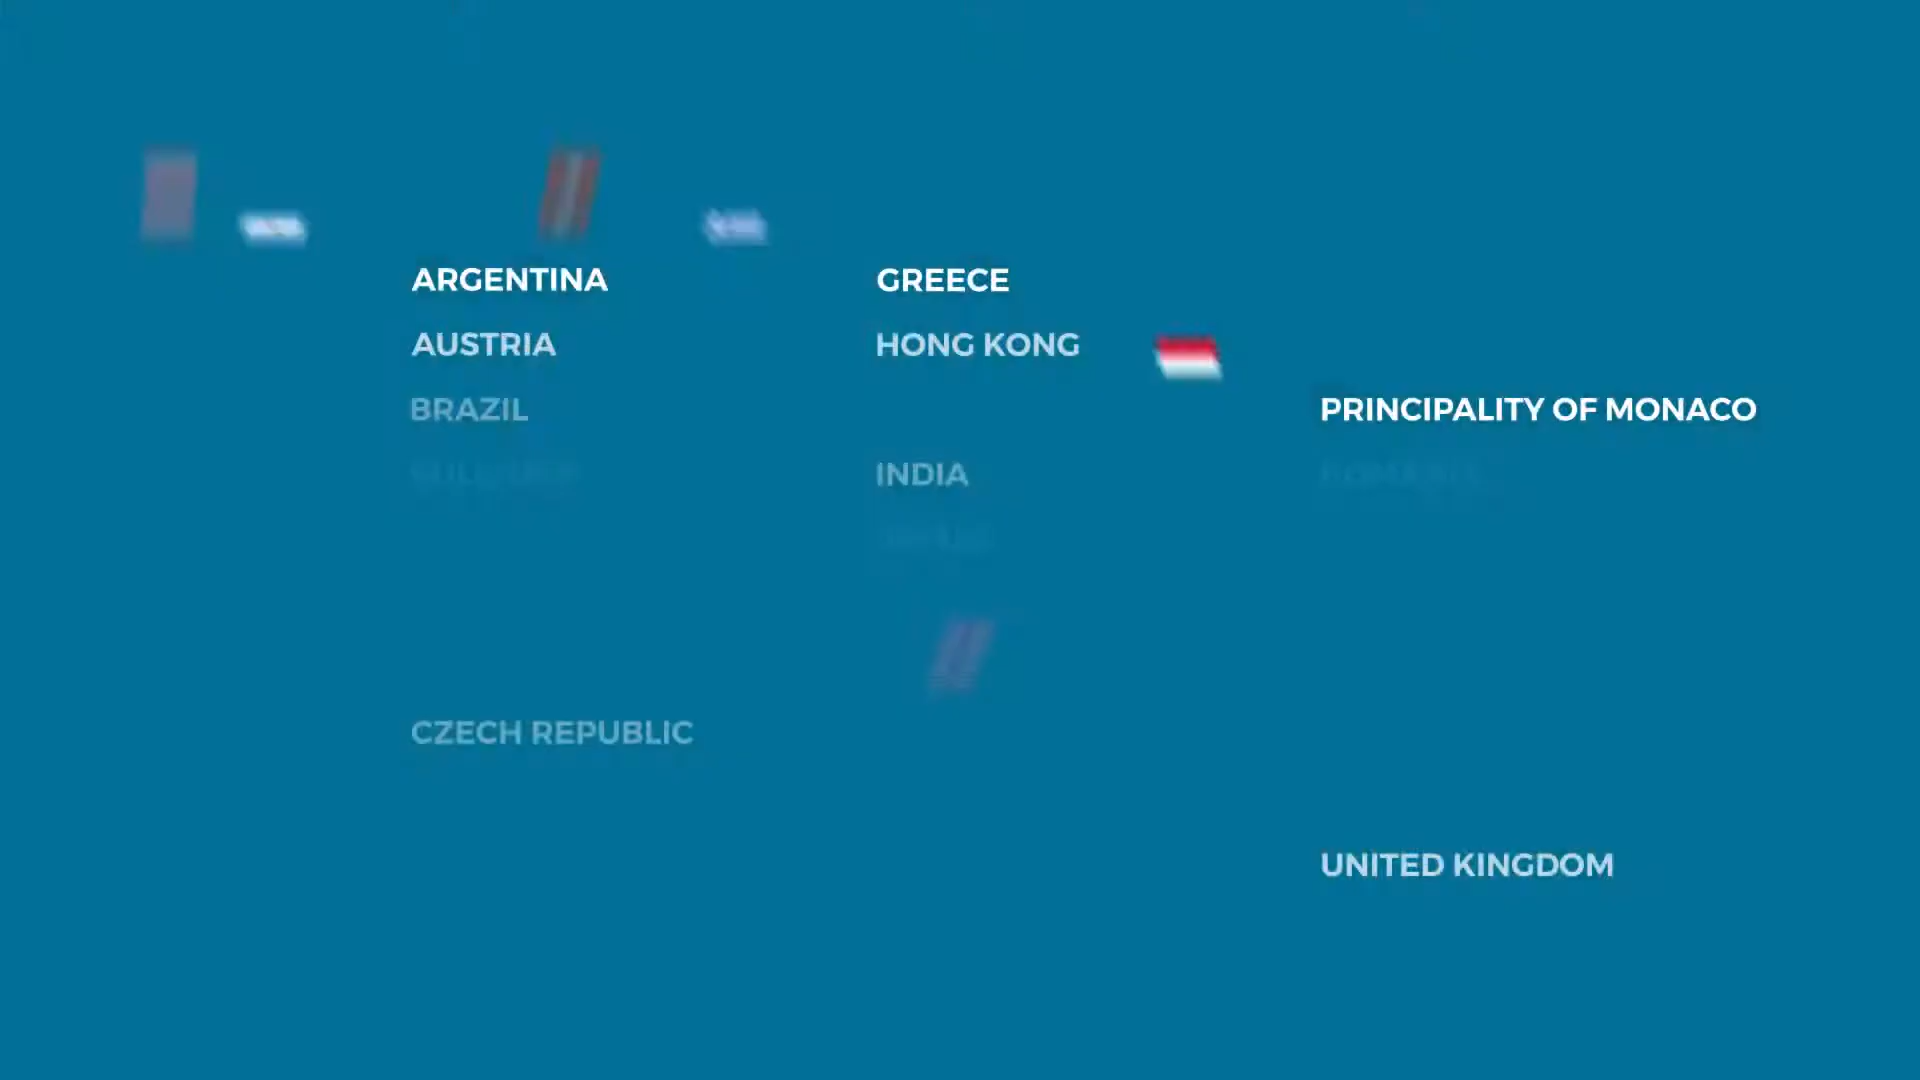 ARGENTINA
AUSTRIA
BRAZIL
CZECH REPUBLIC
GREECE
HONG KONG
INDIA
PRINCIPALITY OF MONACO
UNITED KINGDOM